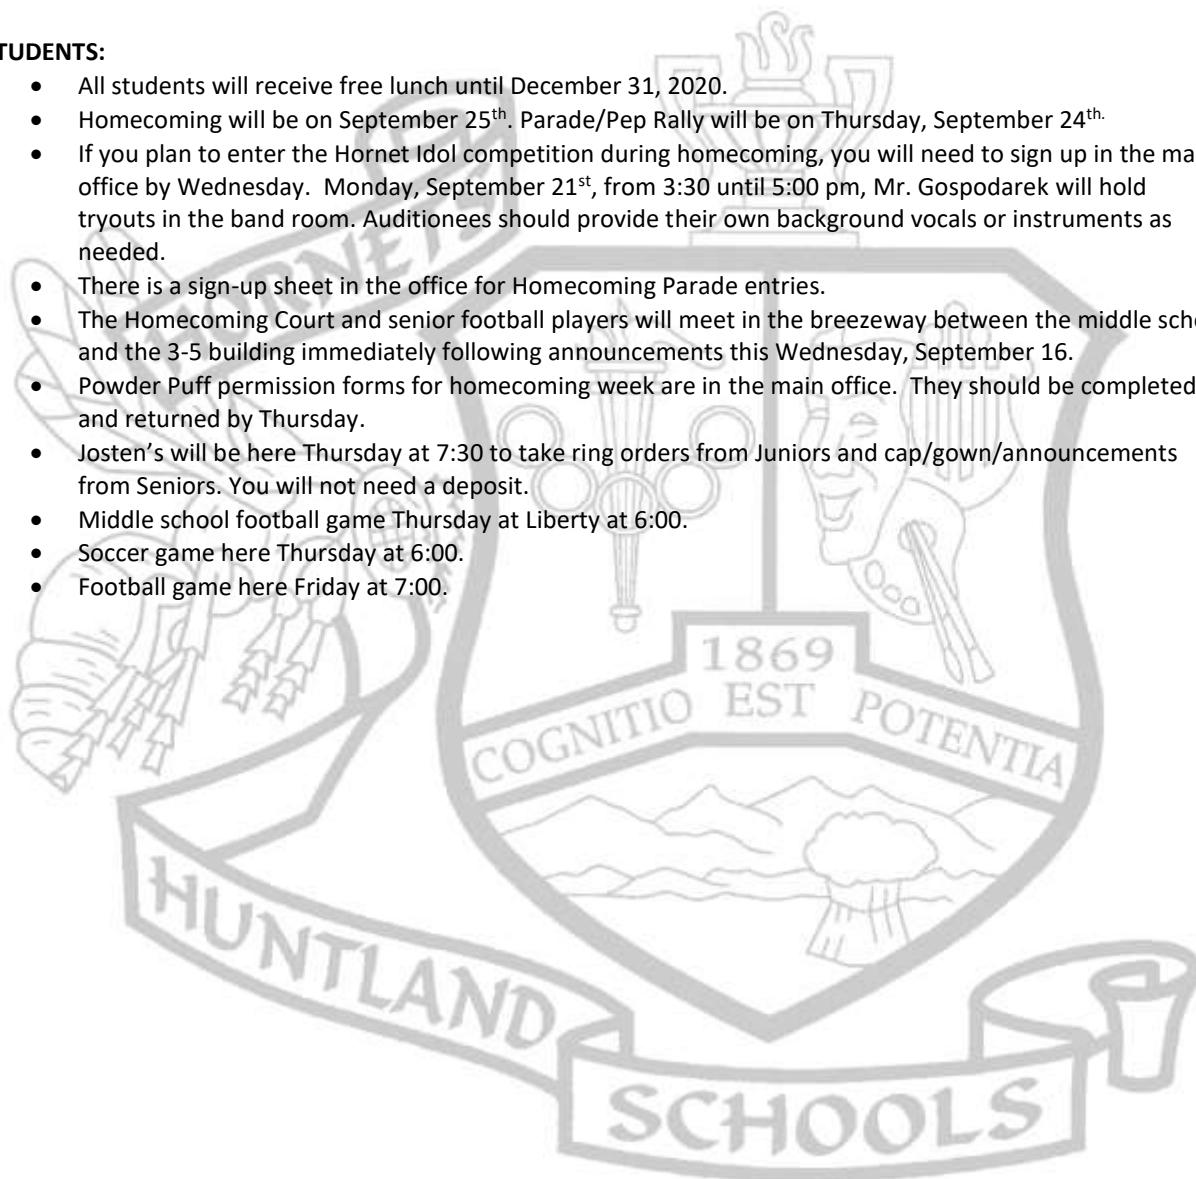 TUDENTS:
• All students will receive free lunch until December 31, 2020.
• Homecoming will be on September 25th. Parade/Pep Rally will be on Thursday, September 24th.
• If you plan to enter the Hornet Idol competition during homecoming, you will need to sign up in the ma
office by Wednesday.  Monday, September 21st, from 3:30 until 5:00 pm, Mr. Gospodarek will hold
tryouts in the band room. Auditionees should provide their own background vocals or instruments as
needed.
• There is a sign-up sheet in the office for Homecoming Parade entries.
• The Homecoming Court and senior football players will meet in the breezeway between the middle scho
and the 3-5 building immediately following announcements this Wednesday, September 16.
• Powder Puff permission forms for homecoming week are in the main office.  They should be completed
and returned by Thursday.
• Josten's will be here Thursday at 7:30 to take ring orders from Juniors and cap/gown/announcements
from Seniors. You will not need a deposit.
• Middle school football game Thursday at Liberty at 6:00.
• Soccer game here Thursday at 6:00.
• Football game here Friday at 7:00.
HORNETS
1869
COGNITIO EST POTENTIA
HUNTLAND
SCHOOLS